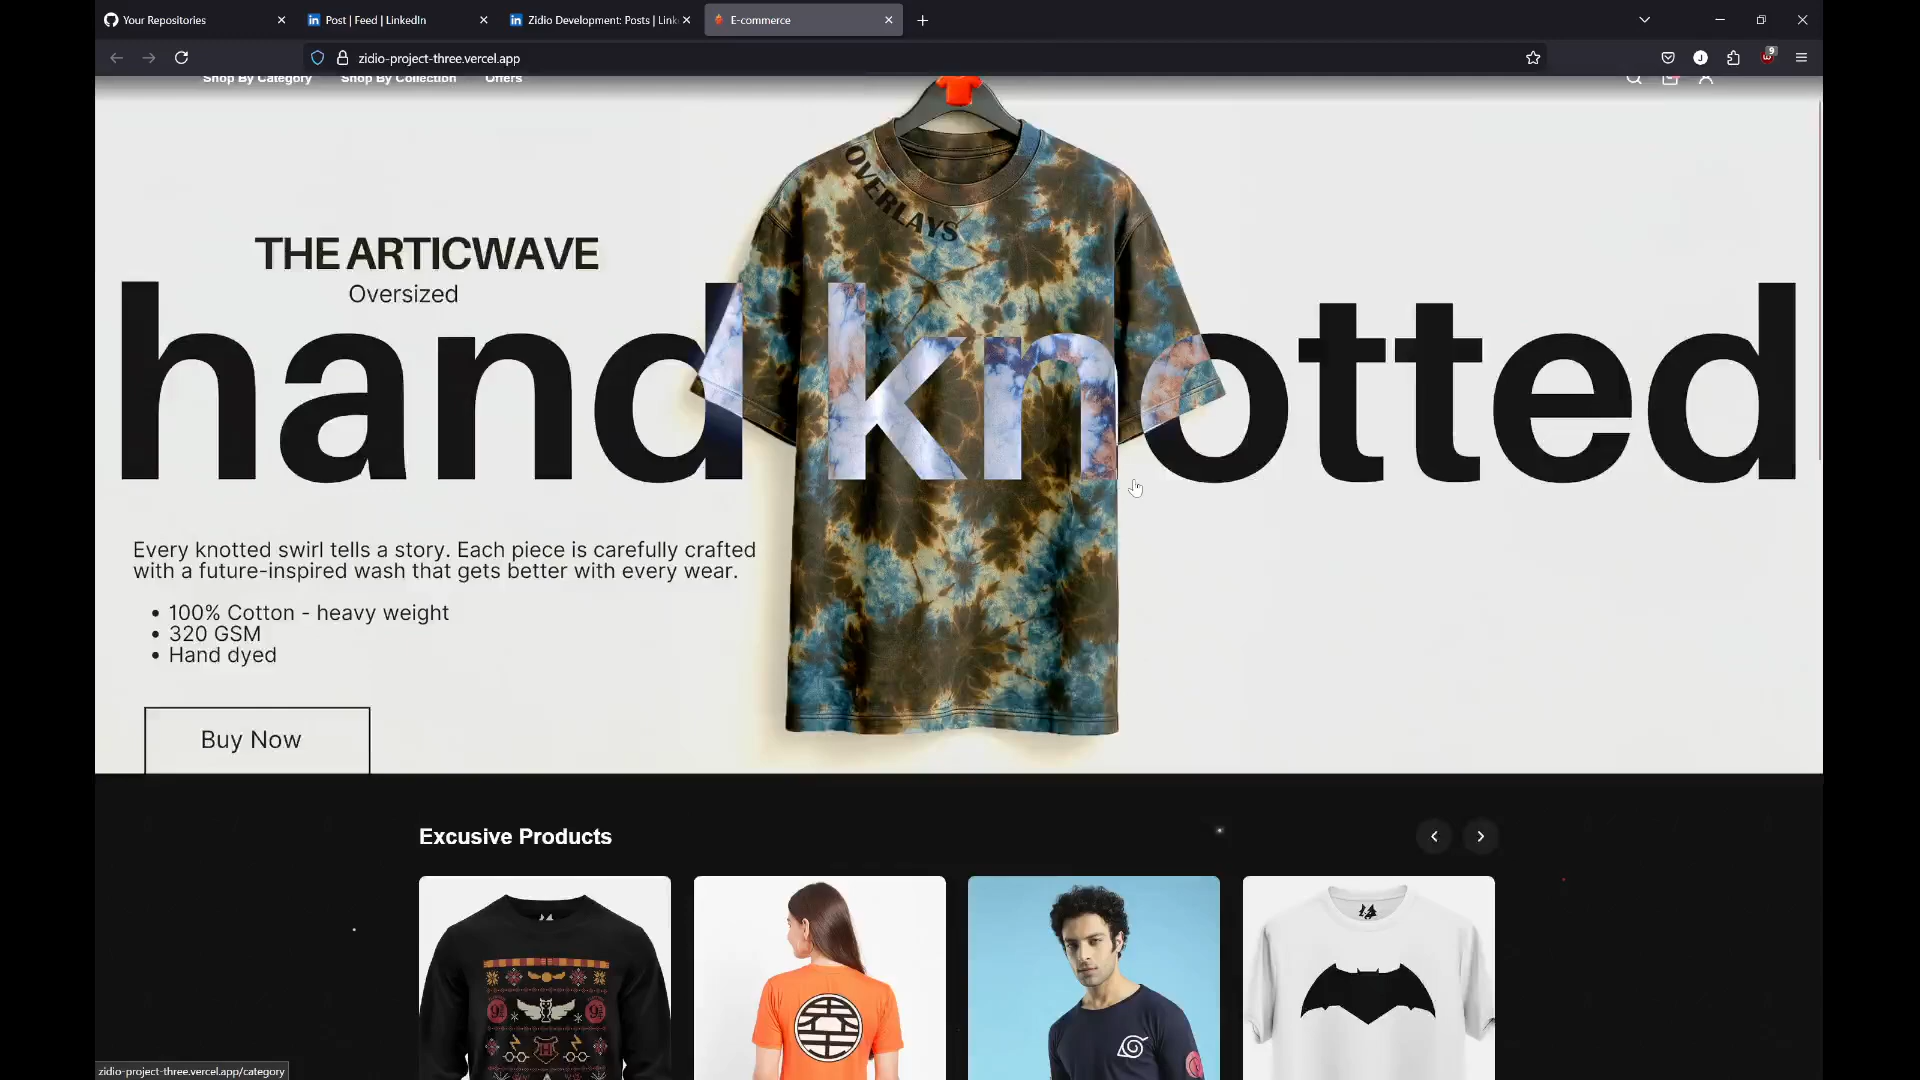 Your Repositories
Post | Feed | LinkedIn
Zidio Development: Posts | Link
E-commerce
zidio-project-three.vercel.app
9
Shop By Category
Shop By Collection
Offers
OVERLAYS
THE ARTICWAVE
Oversized
hand knotted
Every knotted swirl tells a story. Each piece is carefully crafted
with a future-inspired wash that gets better with every wear.
• 100% Cotton - heavy weight
• 320 GSM
• Hand dyed
Buy Now
Excusive Products
zidio-project-three.vercel.app/category